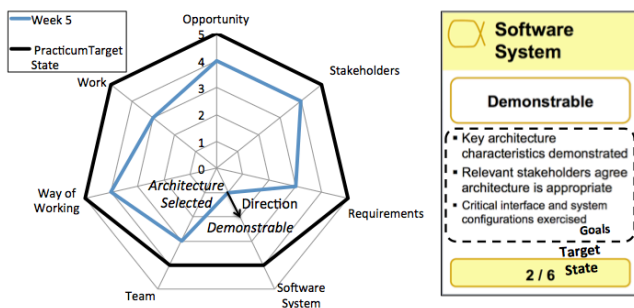 Week 5
PracticumTarget
State
Opportunity
5
4
3
2
1
0
Stakeholders
Requirements
Software
System
Team
Way of
Working
Work
Architecture
Selected
Direction
Demonstrable
Software
System
Demonstrable
▪ Key architecture
characteristics demonstrated
▪ Relevant stakeholders agree
architecture is appropriate
▪ Critical interface and system
configurations exercised
Goals
Target
State
2 / 6